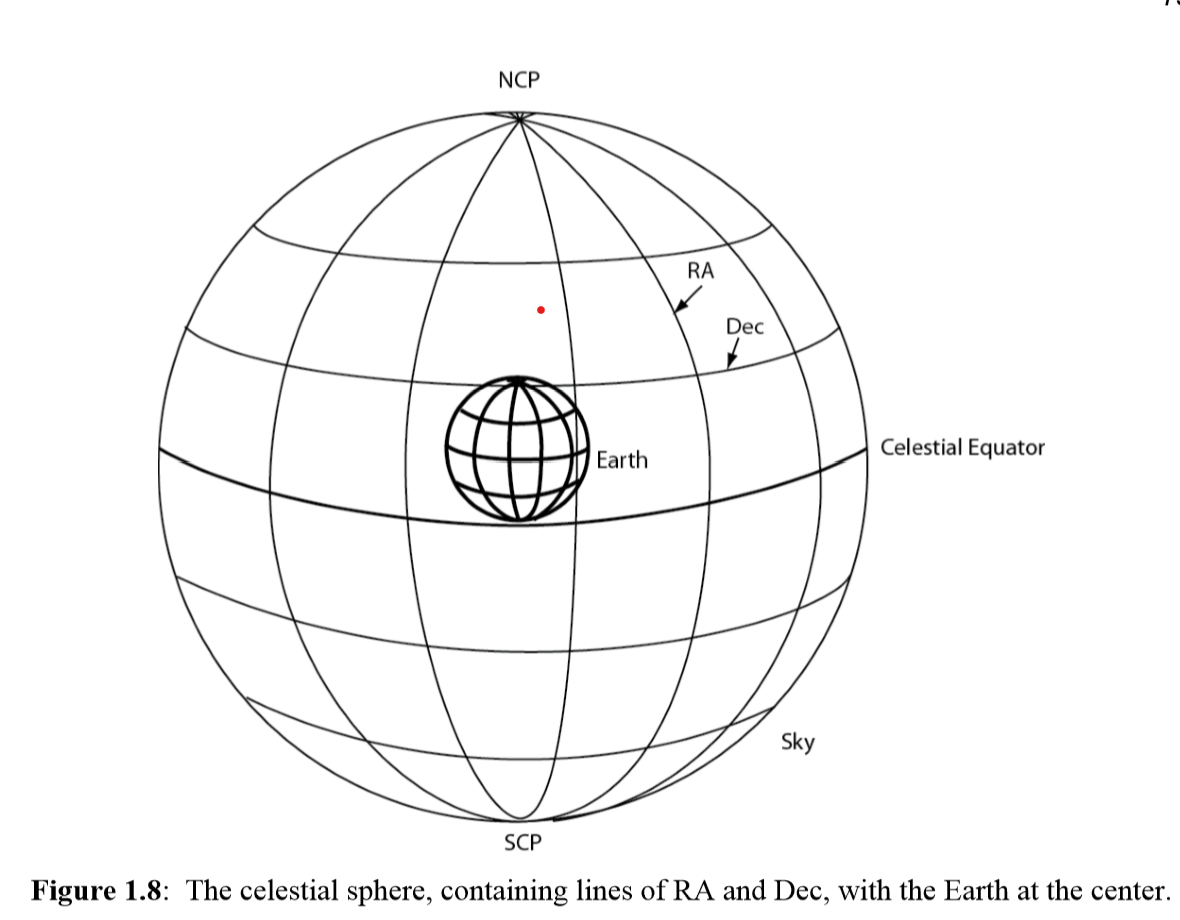 NCP
RA
Dec
Celestial Equator
Earth
Sky
SCP
Figure 1.8:  The celestial sphere, containing lines of RA and Dec, with the Earth at the center.